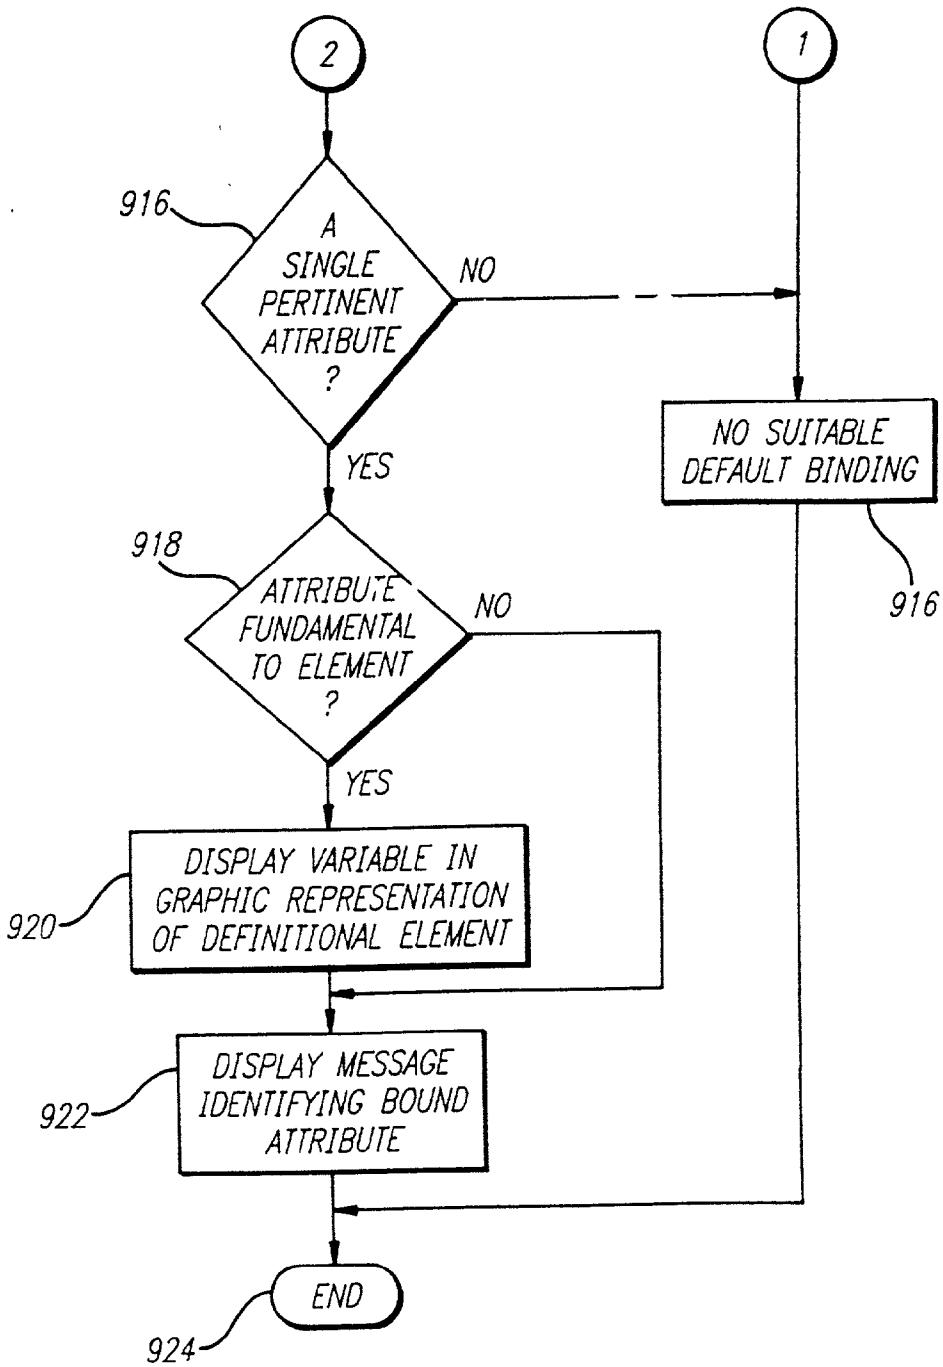 2
1
916
A
SINGLE
PERTINENT
ATTRIBUTE
?
NO
YES
NO SUITABLE
DEFAULT BINDING
916
918
ATTRIBUTE
FUNDAMENTAL
TO ELEMENT
?
NO
YES
DISPLAY VARIABLE IN
GRAPHIC REPRESENTATION
OF DEFINITIONAL ELEMENT
920
DISPLAY MESSAGE
IDENTIFYING BOUND
ATTRIBUTE
922
END
924